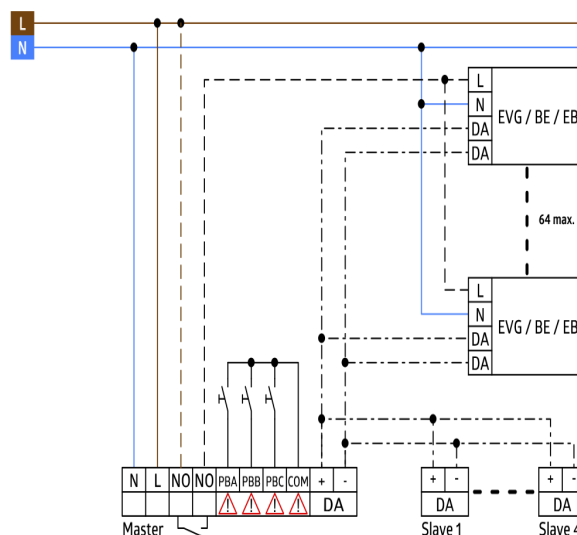 L
N
L
N
DA
DA
EVG / BE / EB
64 max.
L
N
DA
DA
EVG / BE / EB
N L NO NO PBA PBB PBC COM + -
DA
Master
+ -
DA
Slave 1
+ -
DA
Slave 4